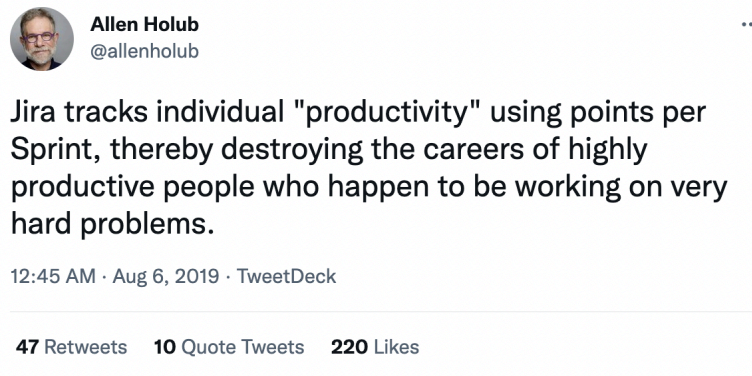 Allen Holub
@allenholub
Jira tracks individual "productivity" using points per
Sprint, thereby destroying the careers of highly
productive people who happen to be working on very
hard problems.
12:45 AM · Aug 6, 2019 · TweetDeck
47 Retweets 10 Quote Tweets 220 Likes